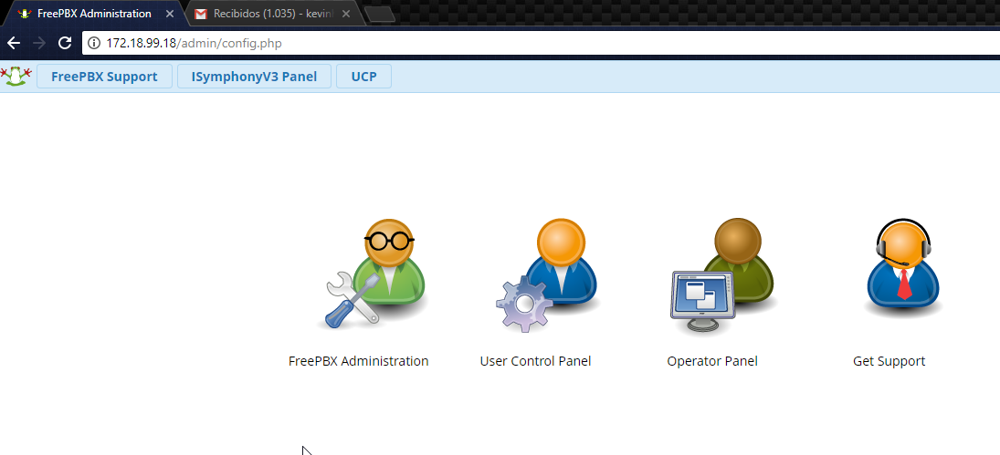 FreePBX Administration
Recibidos (1.035) - kevin
172.18.99.18/admin/config.php
FreePBX Support
ISymphonyV3 Panel
UCP
FreePBX Administration
User Control Panel
Operator Panel
Get Support